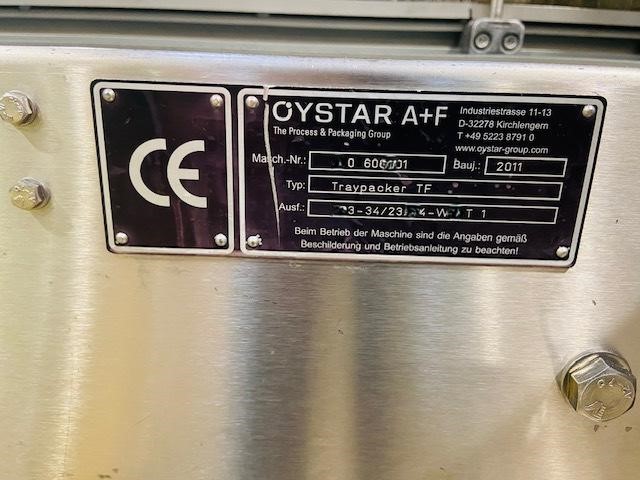 CE
OYSTAR A+F
The Process & Packaging Group
Industriestrasse 11-13
D-32278 Kirchlengern
T +49 5223 8791 0
www.oystar-group.com
Masch.-Nr.: Bauj.: 2011
Typ: Traypacker TF
Ausf.: T 1
Beim Betrieb der Maschine sind die Angaben gemäß
Beschilderung und Betriebsanleitung zu beachten!